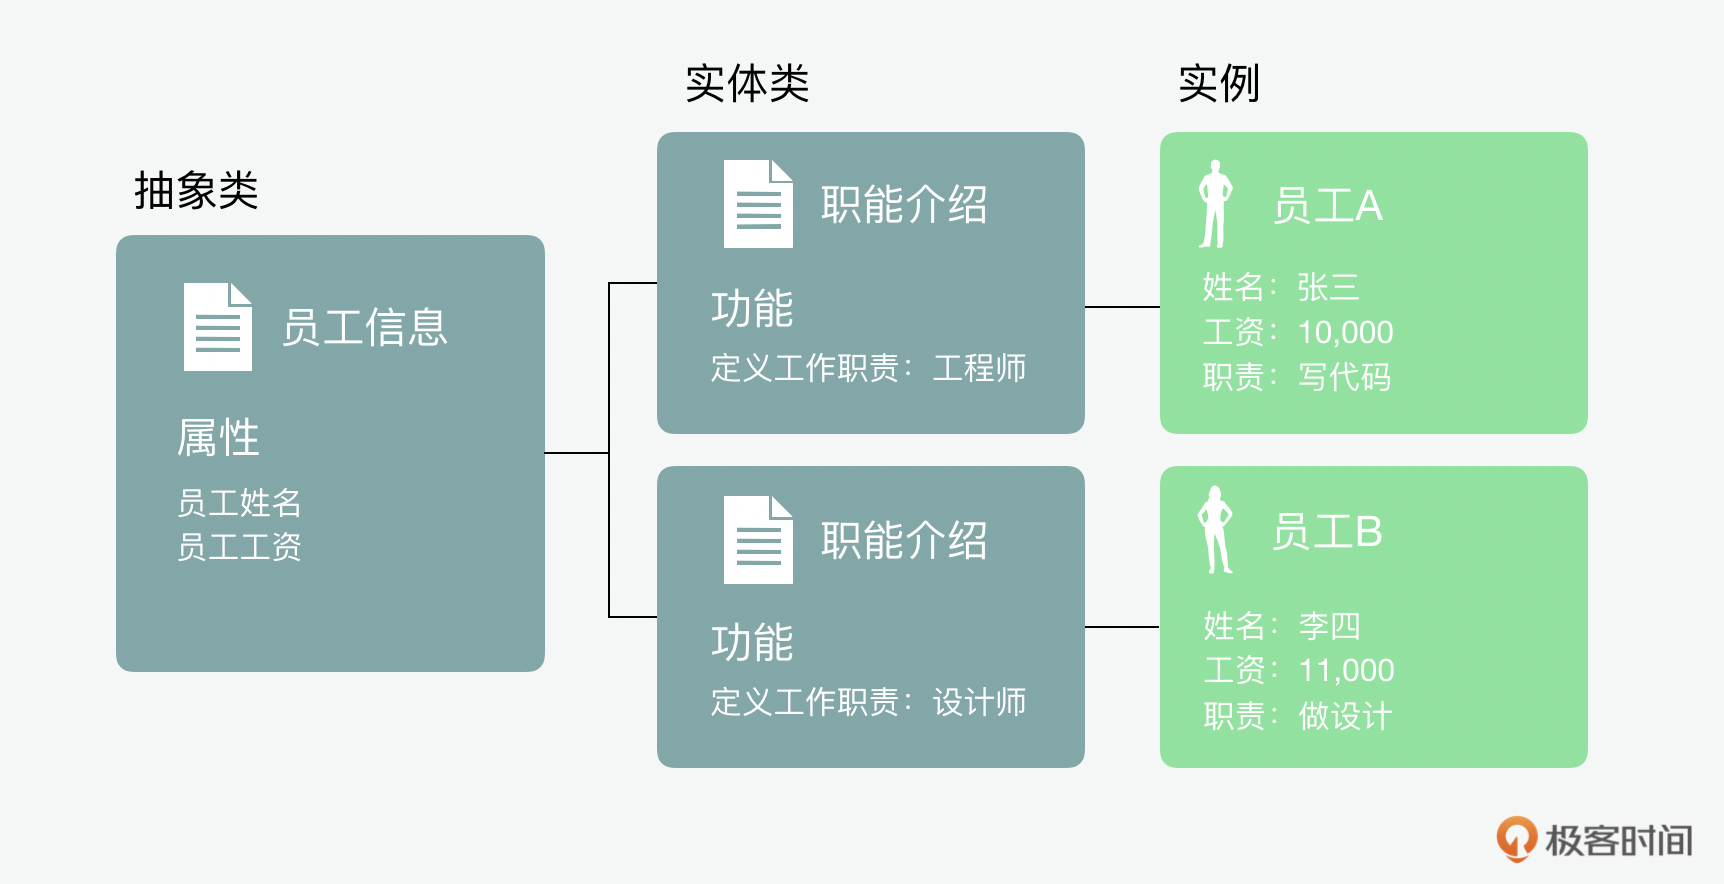 抽象类
员工信息
属性
员工姓名
员工工资
实体类
职能介绍
功能
定义工作职责：工程师
职能介绍
功能
定义工作职责：设计师
实例
员工A
姓名：张三
工资：10,000
职责：写代码
员工B
姓名：李四
工资：11,000
职责：做设计
极客时间